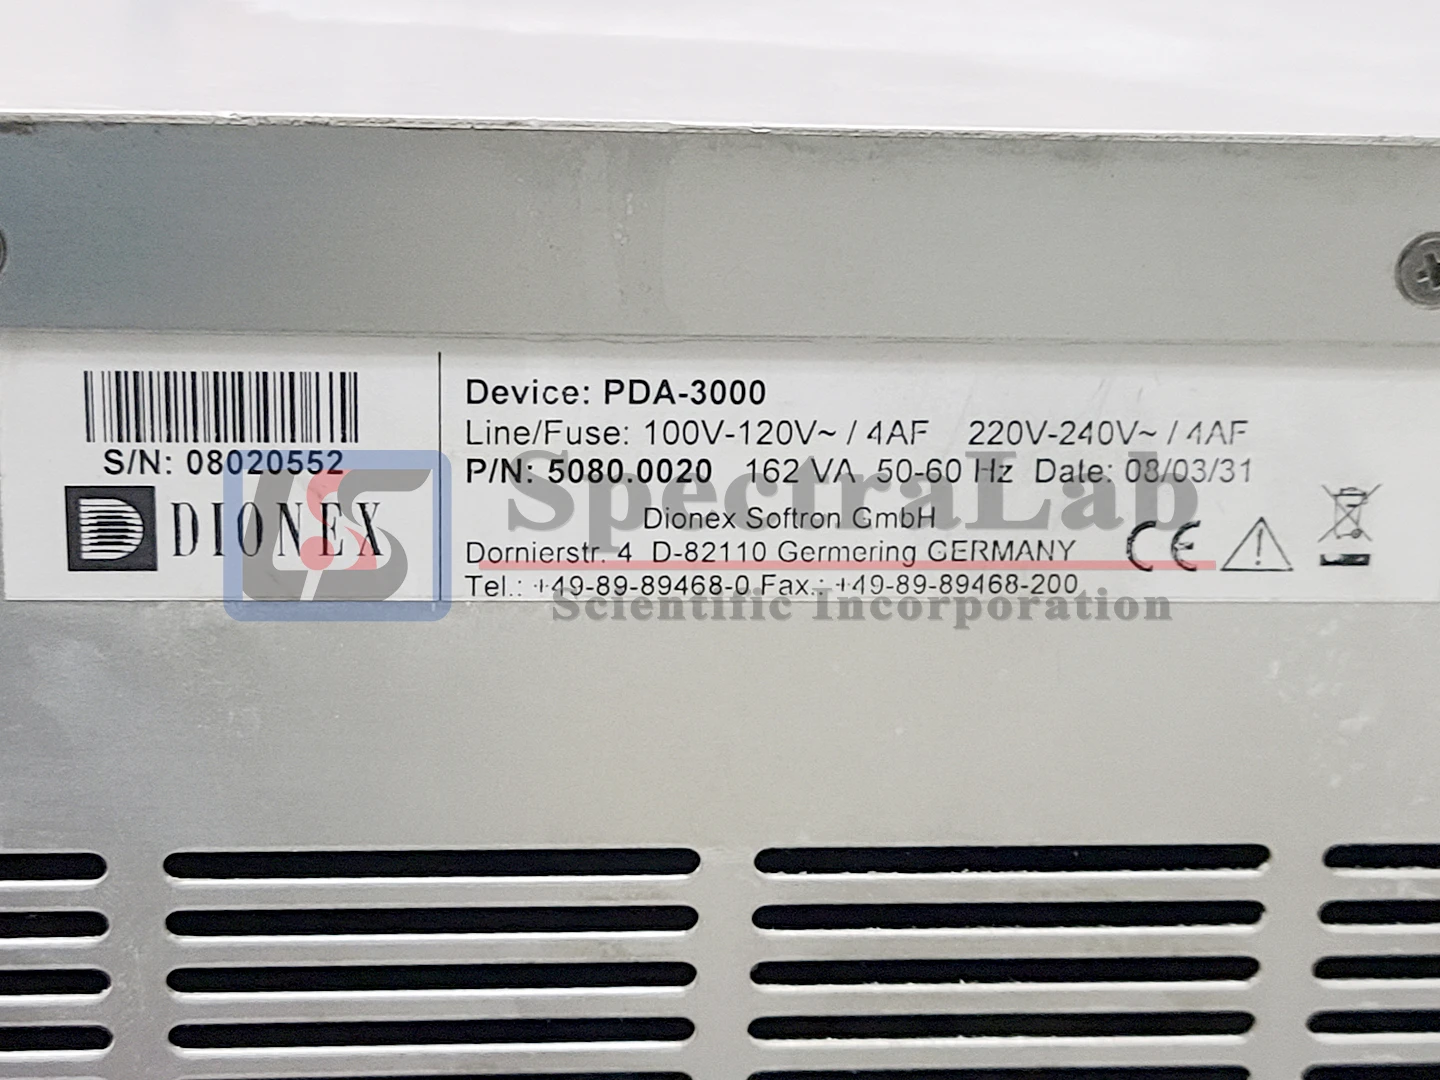 S/N: 08020552
DIONEX
Device: PDA-3000
Line/Fuse: 100V-120V~ / 4AF 220V-240V~ / 4AF
P/N: 5080.0020 162 VA 50-60 Hz Date: 08/03/31
Dionex Softron GmbH
Dornierstr. 4 D-82110 Germering GERMANY
Tel.: +49-89-89468-0 Fax.: +49-89-89468-200
CE
SpectraLab
Scientific Incorporation